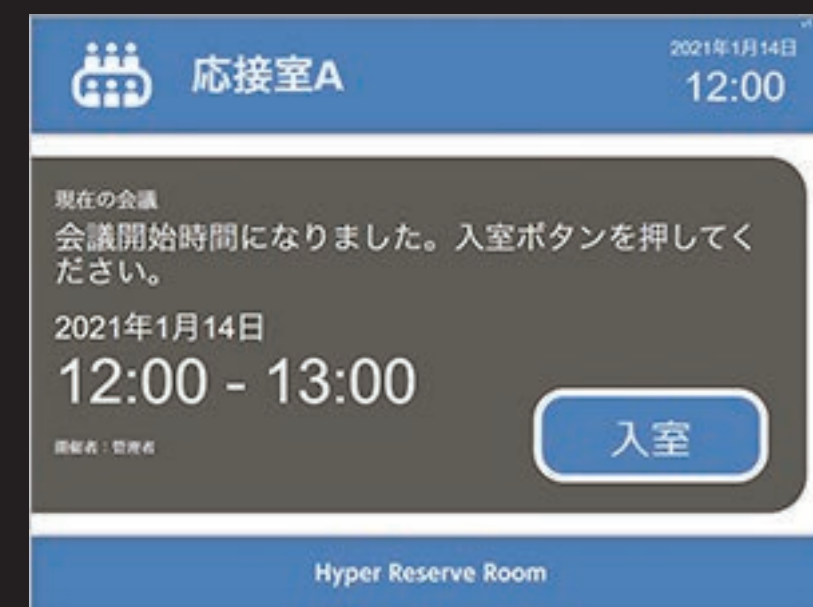 応接室A
2021年1月14日
12:00
現在の会議
会議開始時間になりました。入室ボタンを押してく
ださい。
2021年1月14日
12:00 - 13:00
開催者：管理者
入室
Hyper Reserve Room